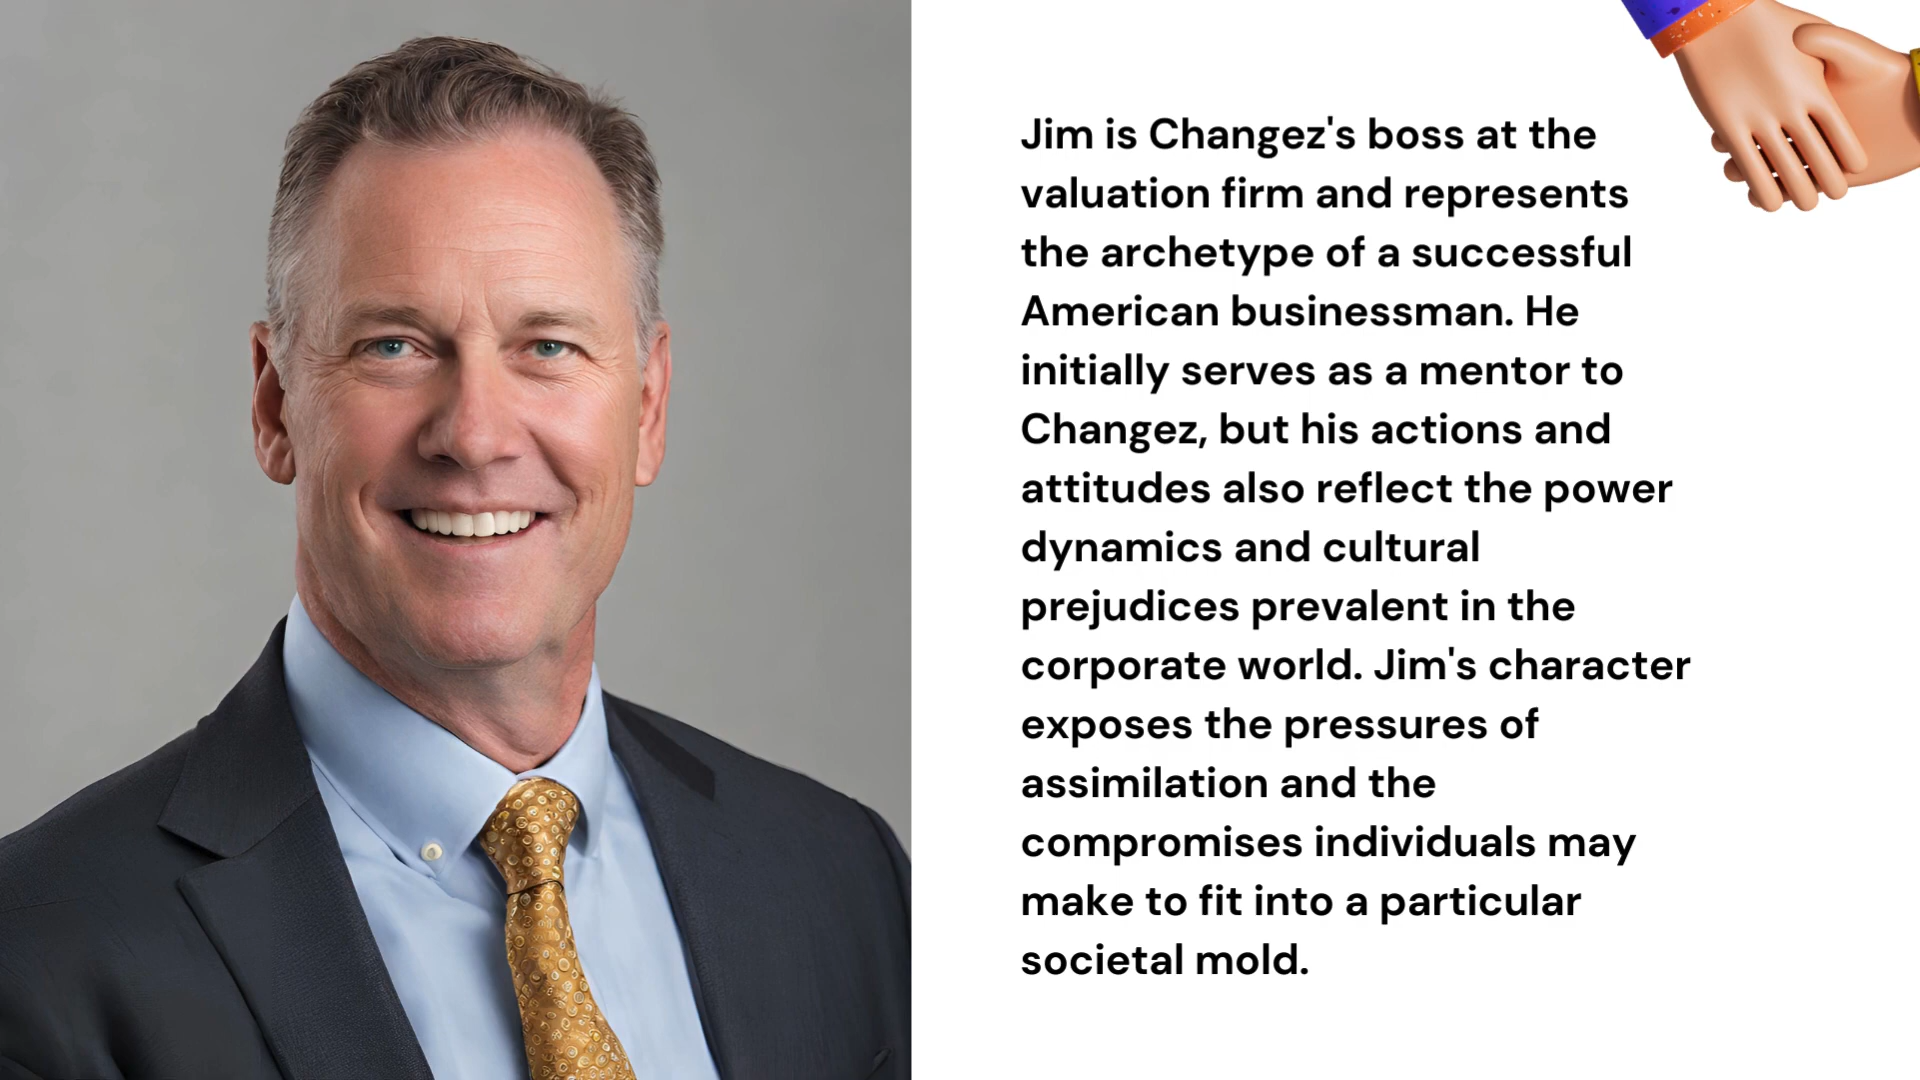 Jim is Changez's boss at the
valuation firm and represents
the archetype of a successful
American businessman. He
initially serves as a mentor to
Changez, but his actions and
attitudes also reflect the power
dynamics and cultural
prejudices prevalent in the
corporate world. Jim's character
exposes the pressures of
assimilation and the
compromises individuals may
make to fit into a particular
societal mold.